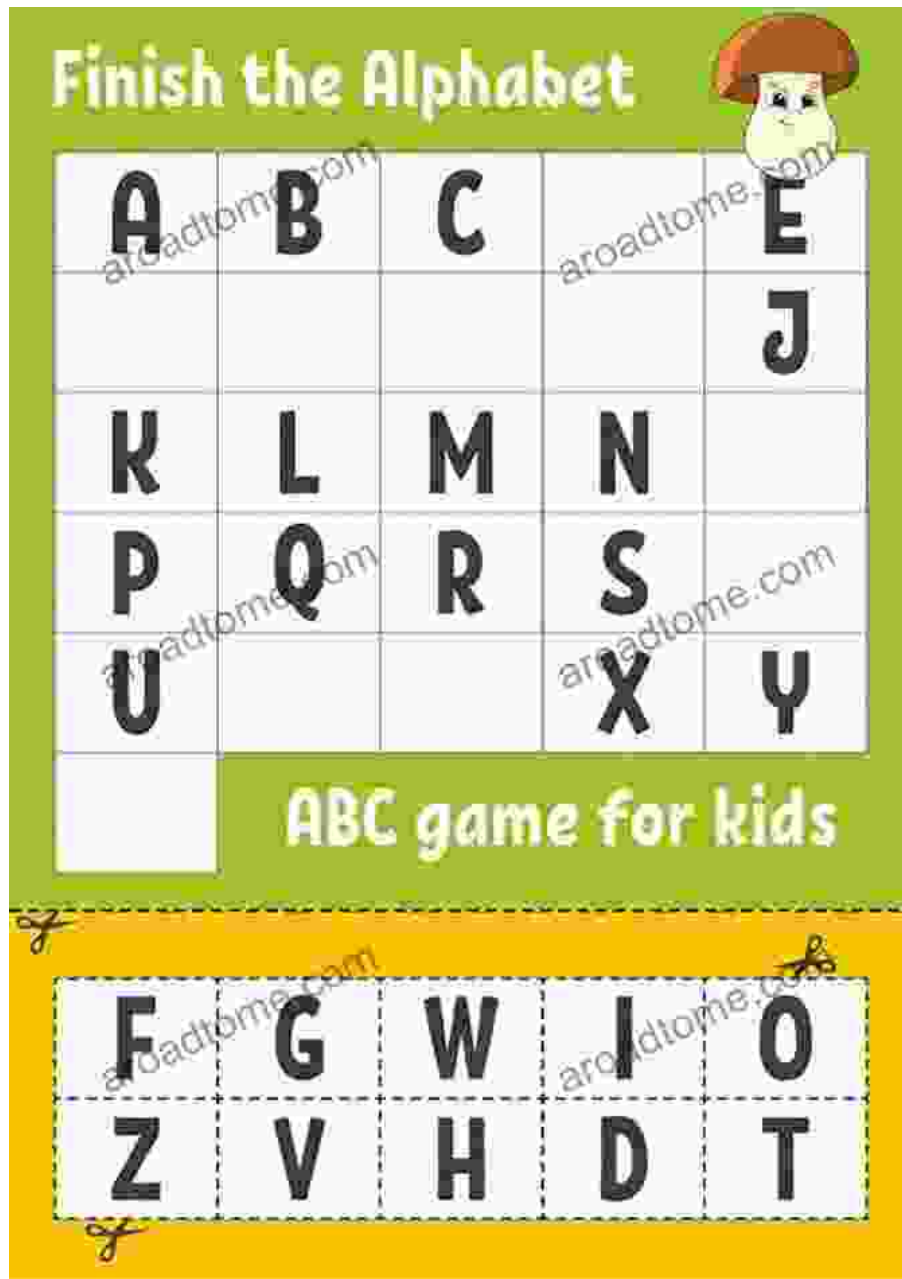 Finish the Alphabet
A B C E
J
K L M N
P Q R S
U X Y
ABC game for kids
F G W I O
Z V H D T
aroadtome.com
aroadtome.com
aroadtome.com
aroadtome.com
aroadtome.com
aroadtome.com